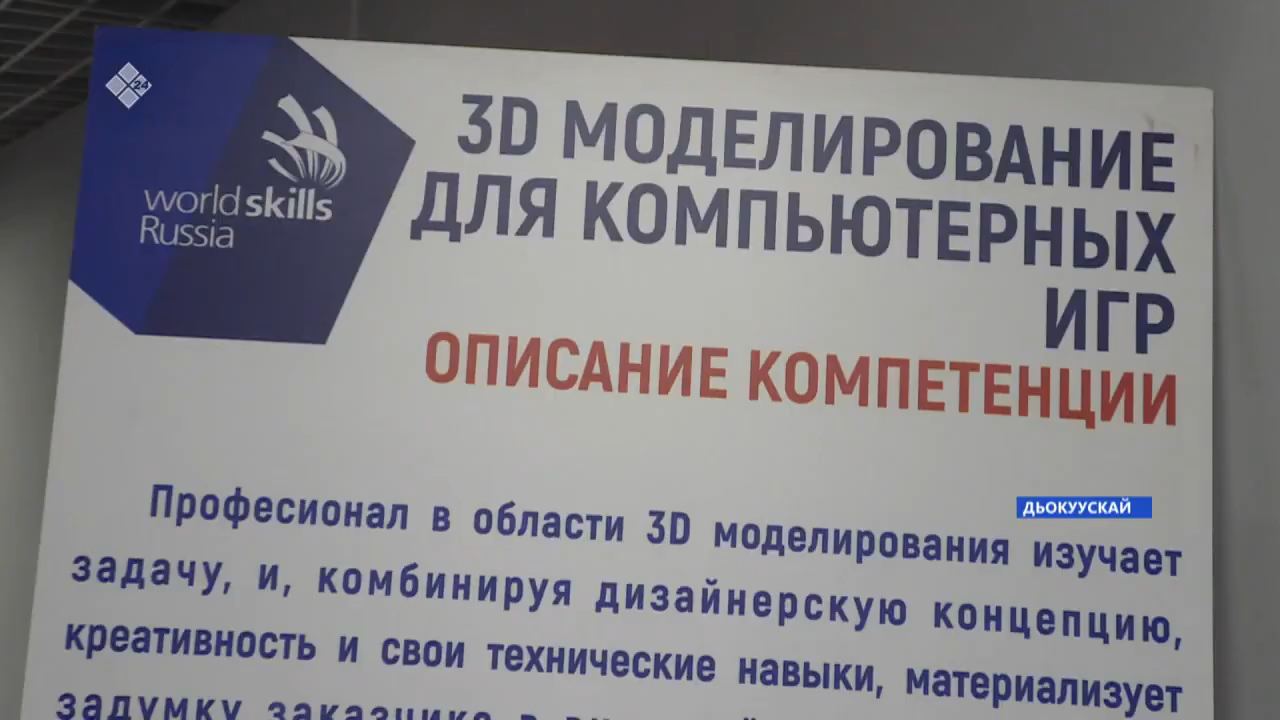 24
world skills
Russia
3D МОДЕЛИРОВАНИЕ
ДЛЯ КОМПЬЮТЕРНЫХ
ИГР
ОПИСАНИЕ КОМПЕТЕНЦИИ
ДЬОКУУСКАЙ
Професионал в области 3D моделирования изучает
задачу, и, комбинируя дизайнерскую концепцию,
креативность и свои технические навыки, материализует
задумку заказчика в